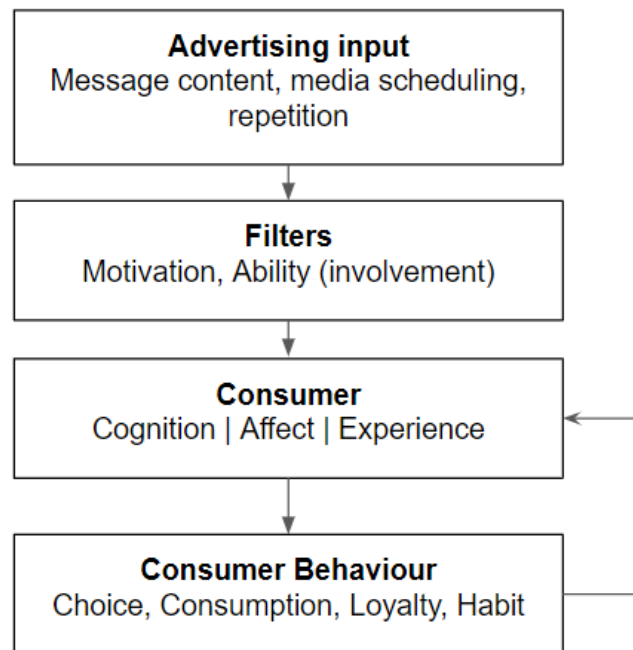 Advertising input
Message content, media scheduling,
repetition
Filters
Motivation, Ability (involvement)
Consumer
Cognition | Affect | Experience
Consumer Behaviour
Choice, Consumption, Loyalty, Habit